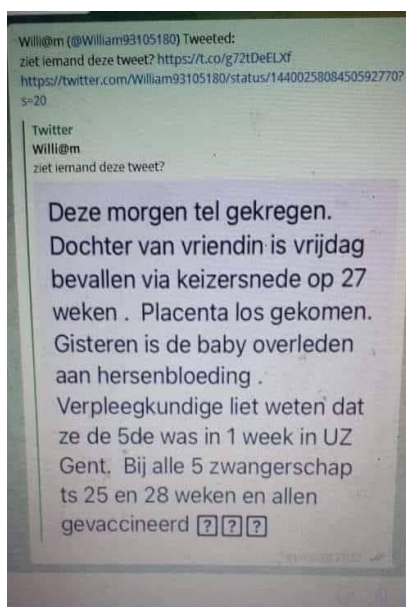 Willi@m (@William93105180) Tweeted:
ziet iemand deze tweet? https://t.co/g72tDeELXf
https://twitter.com/William93105180/status/1440025808450592770?
s=20
Twitter
Willi@m
ziet iemand deze tweet?
Deze morgen tel gekregen.
Dochter van vriendin is vrijdag
bevallen via keizersnede op 27
weken . Placenta los gekomen.
Gisteren is de baby overleden
aan hersenbloeding .
Verpleegkundige liet weten dat
ze de 5de was in 1 week in UZ
Gent. Bij alle 5 zwangerschap
ts 25 en 28 weken en allen
gevaccineerd ⍰⍰⍰